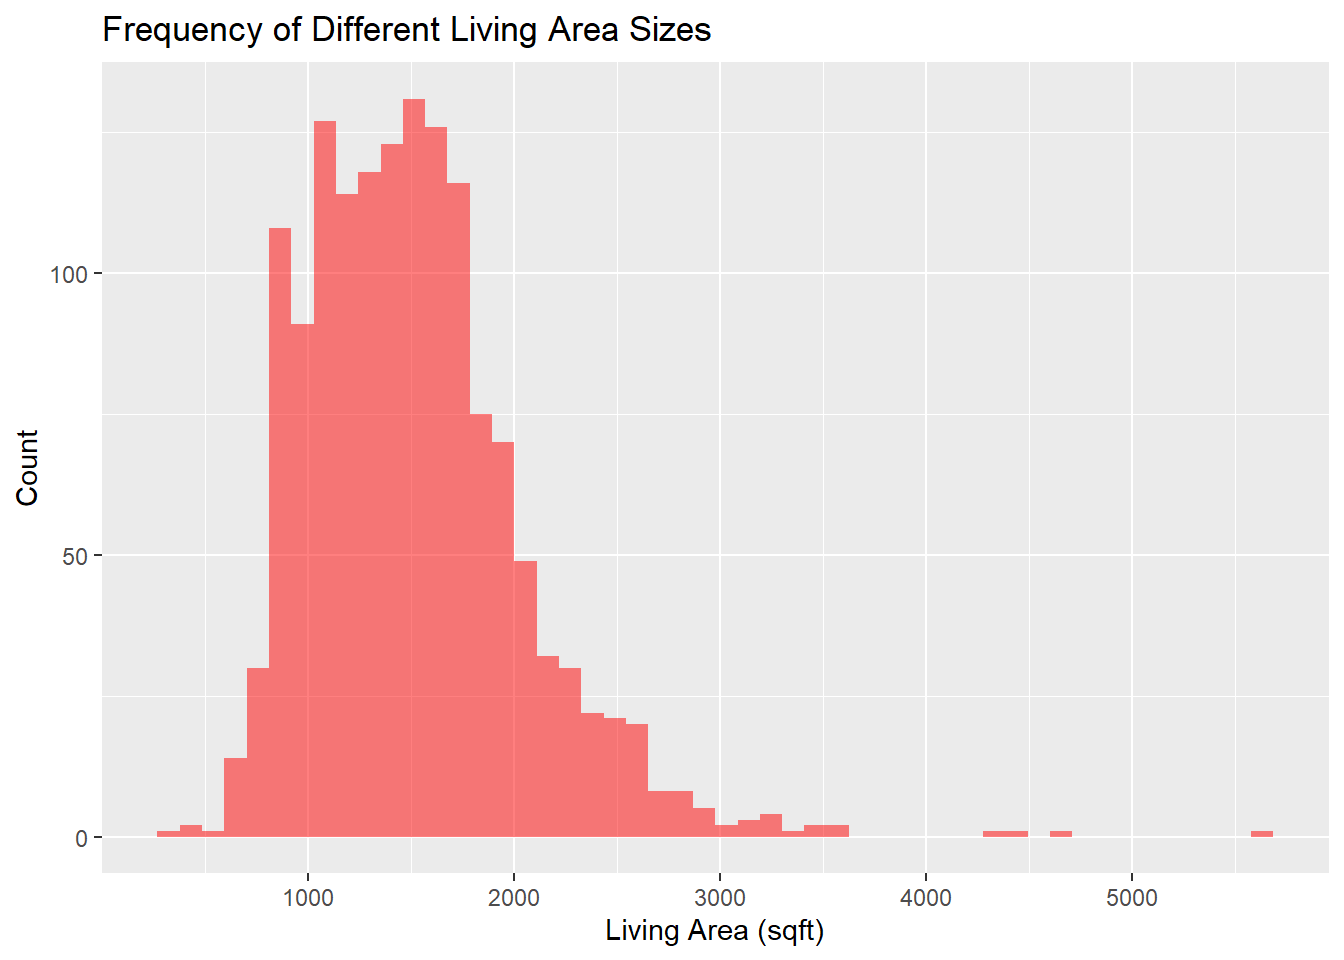 Frequency of Different Living Area Sizes
Count
100
50
0
1000 2000 3000 4000 5000
Living Area (sqft)